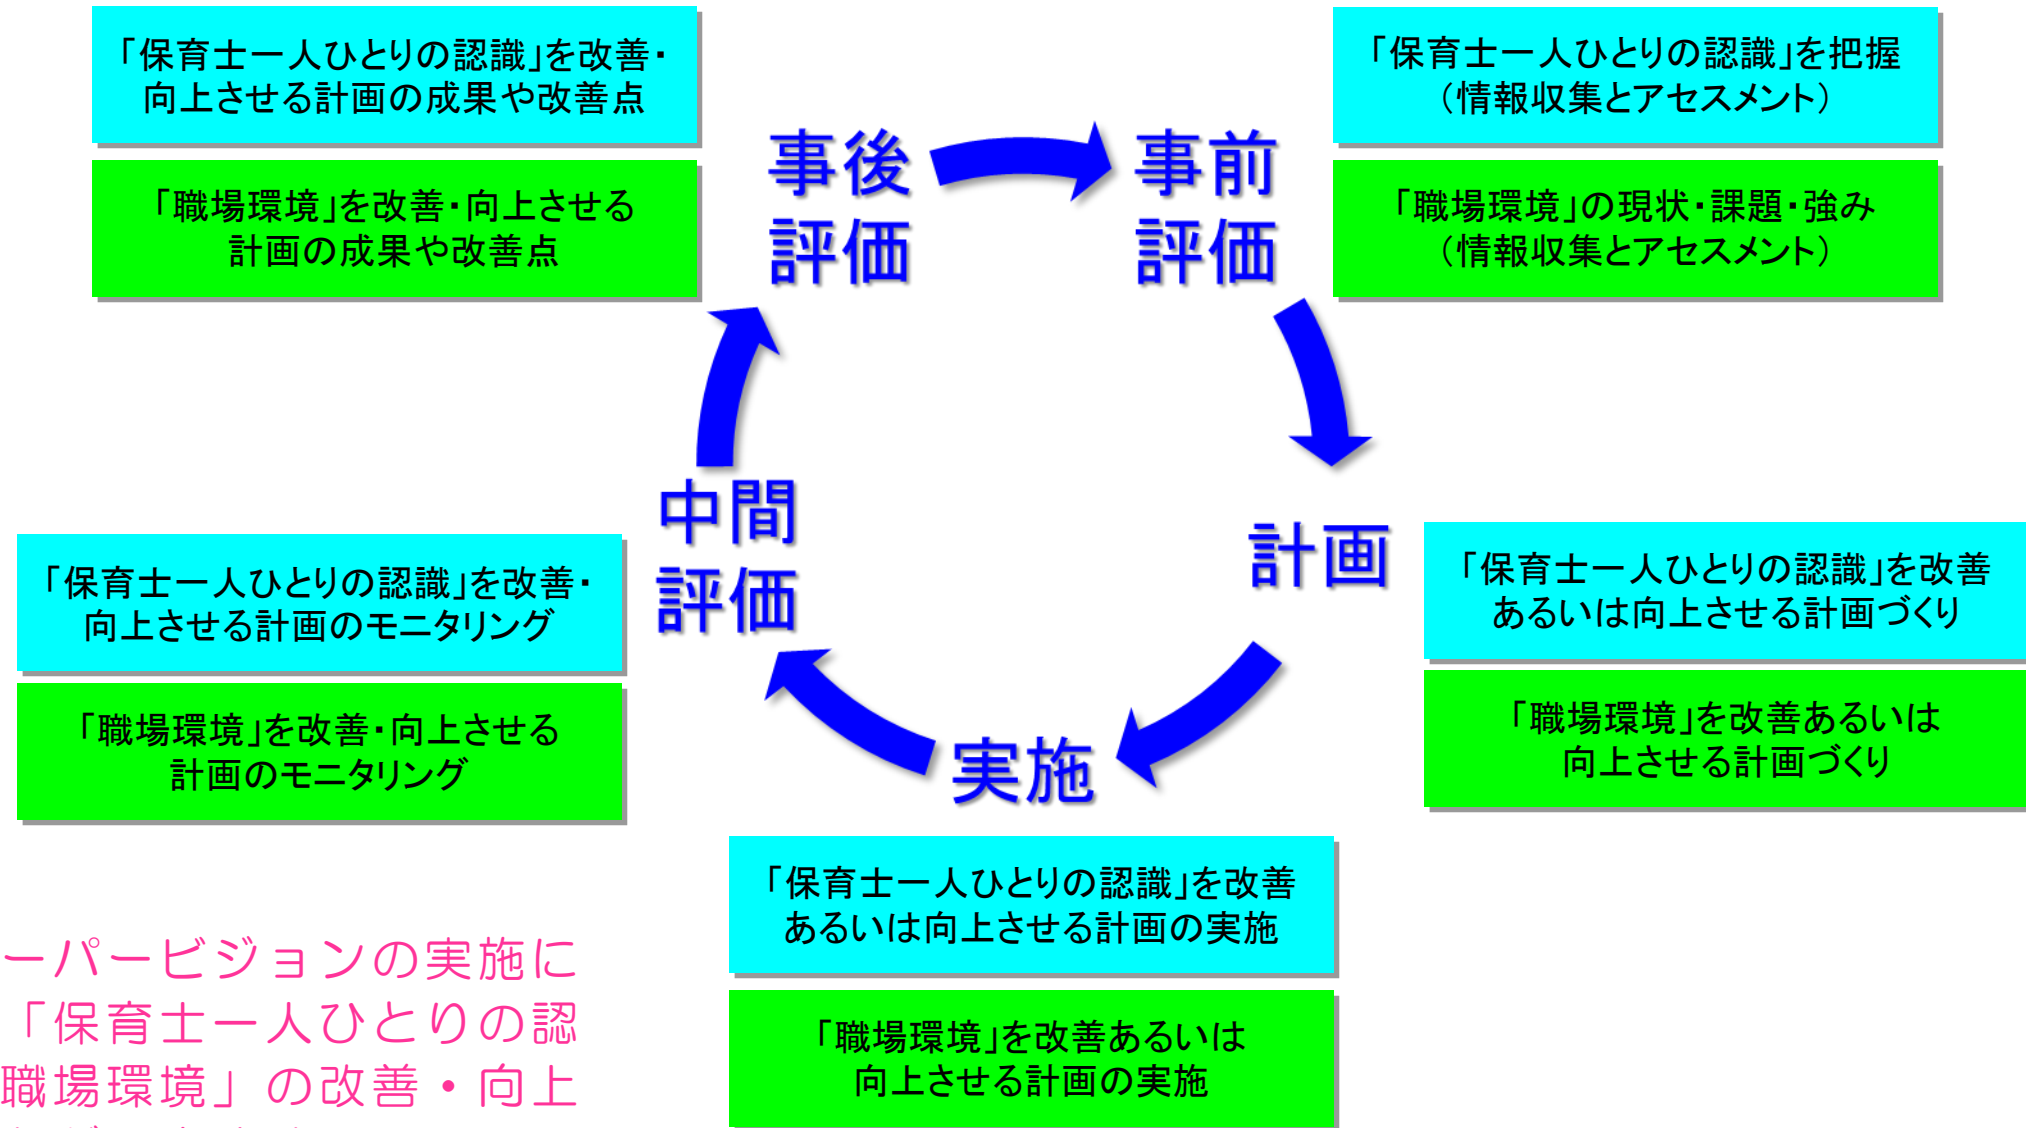 「保育士一人ひとりの認識」を改善・
向上させる計画の成果や改善点
「職場環境」を改善・向上させる
計画の成果や改善点
事後
評価
事前
評価
「保育士一人ひとりの認識」を把握
（情報収集とアセスメント）
「職場環境」の現状・課題・強み
（情報収集とアセスメント）
中間
評価
計画
「保育士一人ひとりの認識」を改善・
向上させる計画のモニタリング
「職場環境」を改善・向上させる
計画のモニタリング
「保育士一人ひとりの認識」を改善
あるいは向上させる計画づくり
「職場環境」を改善あるいは
向上させる計画づくり
実施
「保育士一人ひとりの認識」を改善
あるいは向上させる計画の実施
「職場環境」を改善あるいは
向上させる計画の実施
ーパービジョンの実施に
「保育士一人ひとりの認
職場環境」の改善・向上